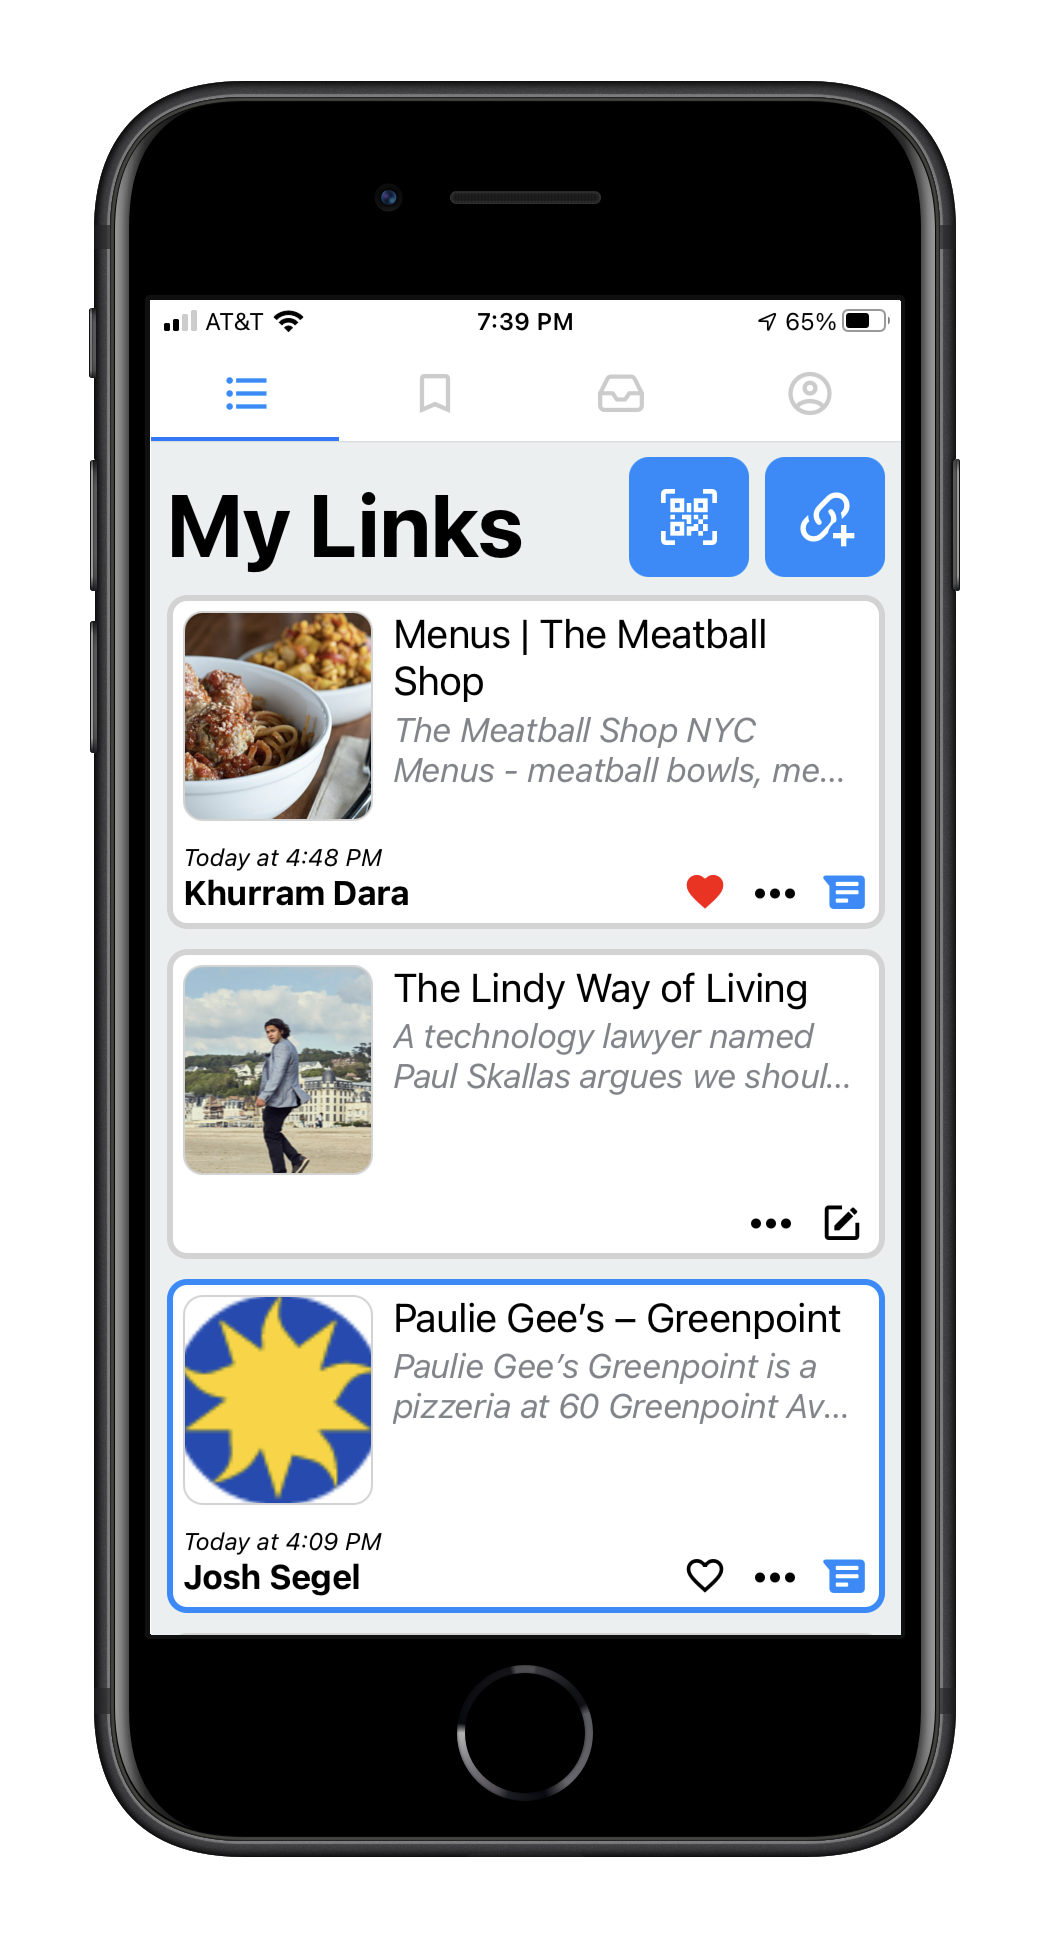 AT&T 7:39 PM 65%
My Links
Menus | The Meatball
Shop
The Meatball Shop NYC
Menus - meatball bowls, me...
Today at 4:48 PM
Khurram Dara
The Lindy Way of Living
A technology lawyer named
Paul Skallas argues we shoul...
Paulie Gee's – Greenpoint
Paulie Gee's Greenpoint is a
pizzeria at 60 Greenpoint Av...
Today at 4:09 PM
Josh Segel